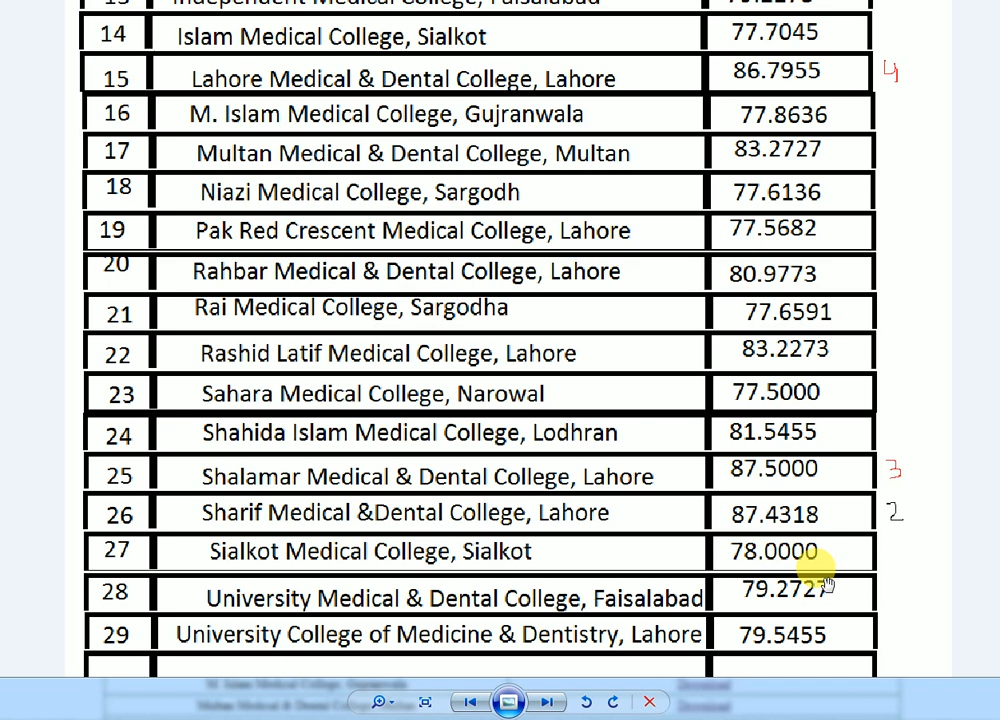 Independent Medical College, Faisalabad
14 Islam Medical College, Sialkot 77.7045
15 Lahore Medical & Dental College, Lahore 86.7955 4
16 M. Islam Medical College, Gujranwala 77.8636
17 Multan Medical & Dental College, Multan 83.2727
18 Niazi Medical College, Sargodh 77.6136
19 Pak Red Crescent Medical College, Lahore 77.5682
20 Rahbar Medical & Dental College, Lahore 80.9773
21 Rai Medical College, Sargodha 77.6591
22 Rashid Latif Medical College, Lahore 83.2273
23 Sahara Medical College, Narowal 77.5000
24 Shahida Islam Medical College, Lodhran 81.5455
25 Shalamar Medical & Dental College, Lahore 87.5000 3
26 Sharif Medical &Dental College, Lahore 87.4318 2
27 Sialkot Medical College, Sialkot 78.0000
28 University Medical & Dental College, Faisalabad 79.2727
29 University College of Medicine & Dentistry, Lahore 79.5455